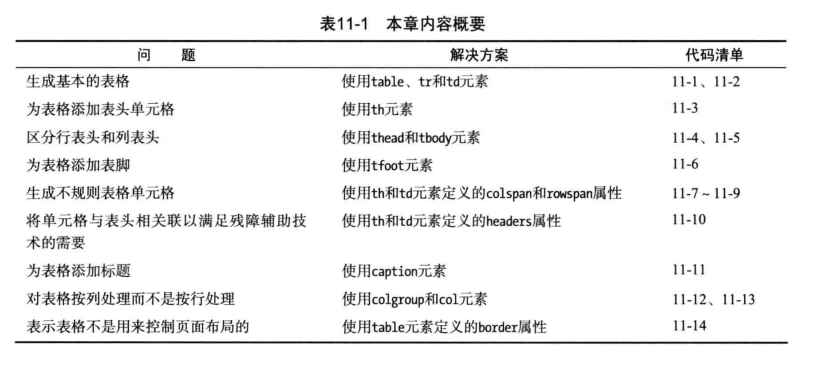 表11-1 本章内容概要
问 题 解决方案 代码清单
生成基本的表格 使用table、tr和td元素 11-1、11-2
为表格添加表头单元格 使用th元素 11-3
区分行表头和列表头 使用thead和tbody元素 11-4、11-5
为表格添加表脚 使用tfoot元素 11-6
生成不规则表格单元格 使用th和td元素定义的colspan和rowspan属性 11-7~11-9
将单元格与表头相关联以满足残障辅助技 使用th和td元素定义的headers属性 11-10
术的需要
为表格添加标题 使用caption元素 11-11
对表格按列处理而不是按行处理 使用colgroup和col元素 11-12、11-13
表示表格不是用来控制页面布局的 使用table元素定义的border属性 11-14